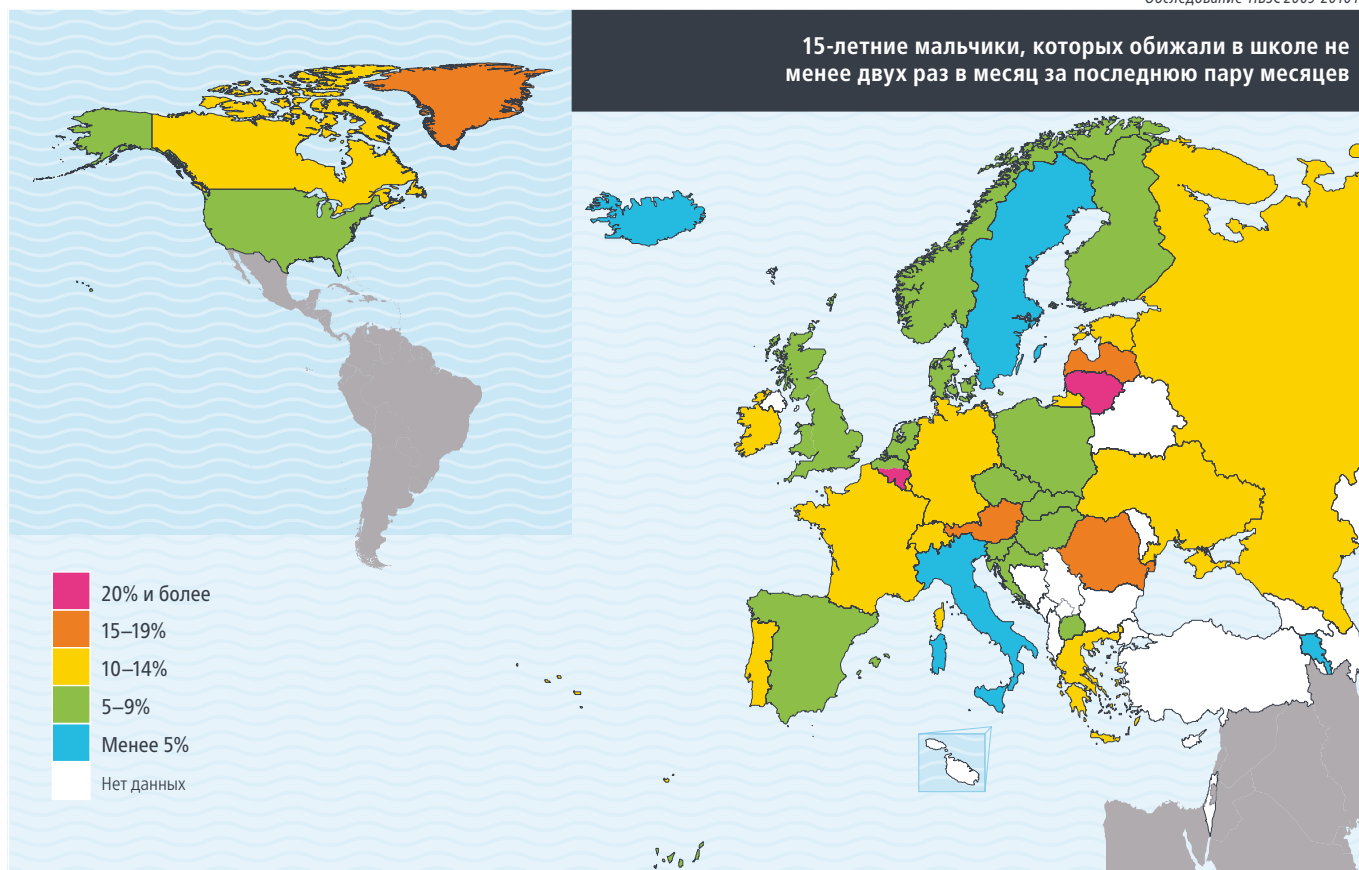 15-летние мальчики, которых обижали в школе не
менее двух раз в месяц за последнюю пару месяцев
20% и более
15–19%
10–14%
5–9%
Менее 5%
Нет данных